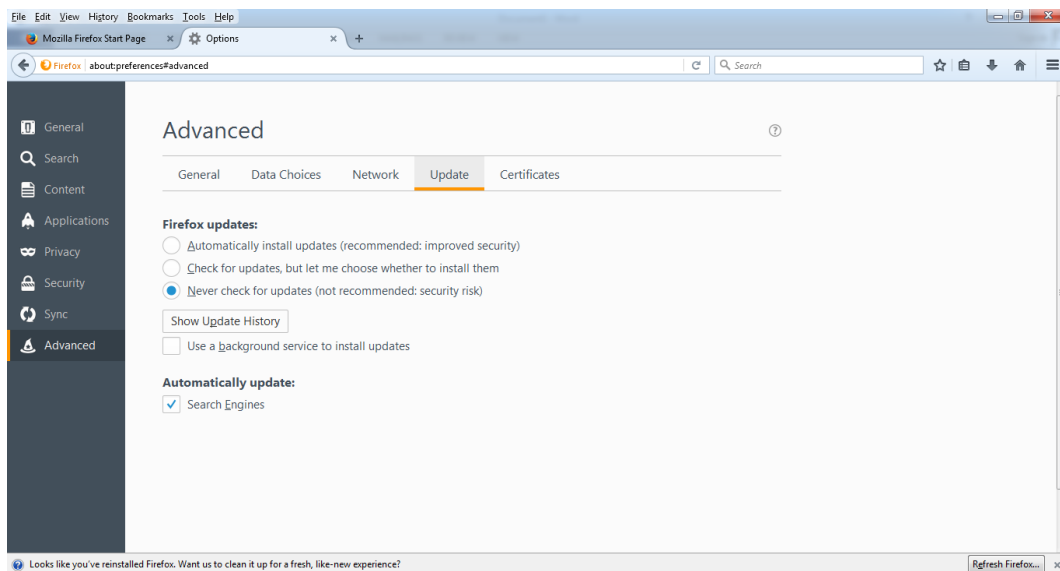 File Edit View History Bookmarks Tools Help
Mozilla Firefox Start Page × Options × +
Firefox about:preferences#advanced Search
General
Search
Content
Applications
Privacy
Security
Sync
Advanced
Advanced
General Data Choices Network Update Certificates
Firefox updates:
Automatically install updates (recommended: improved security)
Check for updates, but let me choose whether to install them
Never check for updates (not recommended: security risk)
Show Update History
Use a background service to install updates
Automatically update:
Search Engines
Looks like you've reinstalled Firefox. Want us to clean it up for a fresh, like-new experience? Refresh Firefox... ×